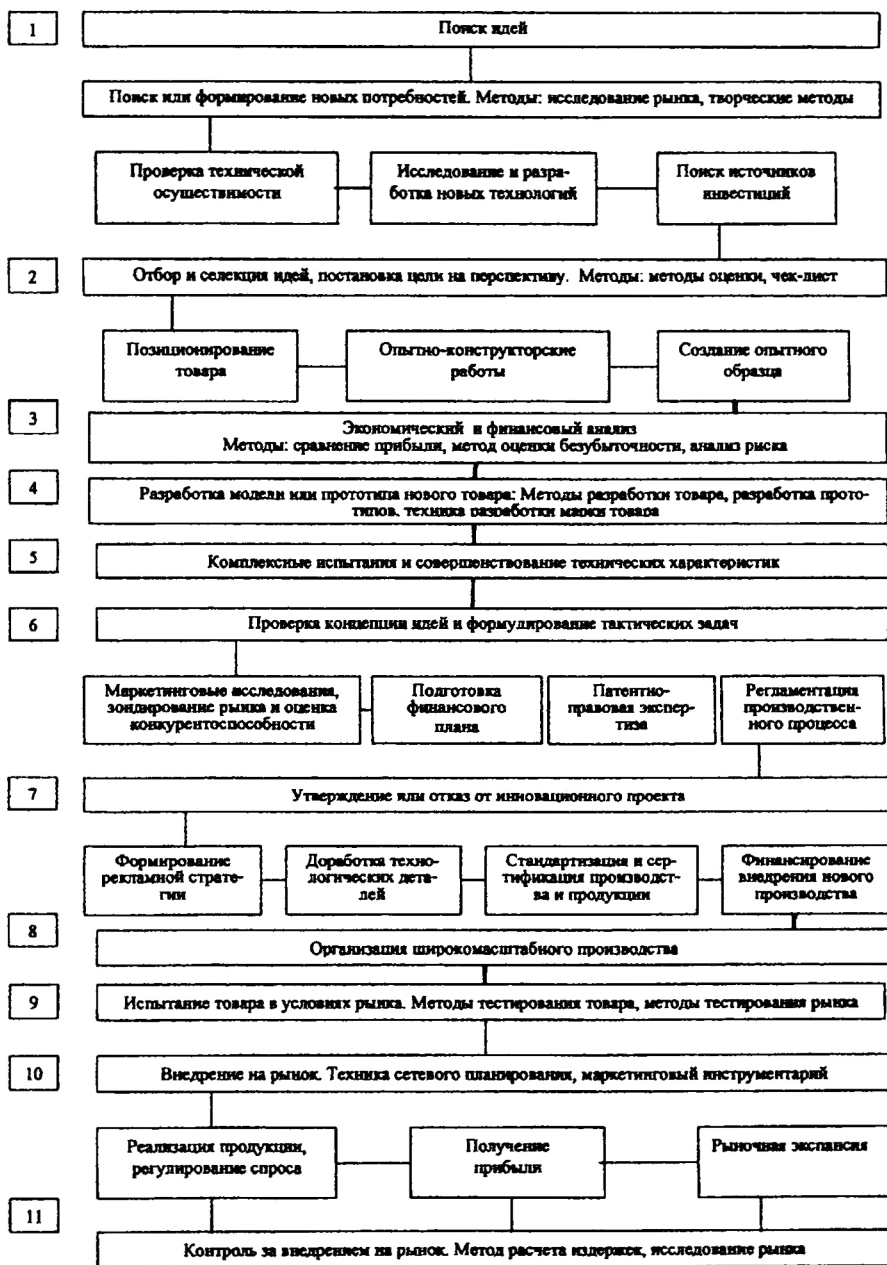 1
Поиск идей
Поиск или формирование новых потребностей. Методы: исследование рынка, творческие методы
Проверка технической
осуществимости
Исследование и разра-
ботка новых технологий
Поиск источников
инвестиций
2
Отбор и селекция идей, постановка цели на перспективу. Методы: методы оценки, чек-лист
Позиционирование
товара
Опытно-конструкторские
работы
Создание опытного
образца
3
Экономический и финансовый анализ
Методы: сравнение прибыли, метод оценки безубыточности, анализ риска
4
Разработка модели или прототипа нового товара: Методы разработки товара, разработка прото-
типов, техника разработки марки товара
5
Комплексные испытания и совершенствование технических характеристик
6
Проверка концепции идей и формулирование тактических задач
Маркетинговые исследования,
зондирование рынка и оценка
конкурентоспособности
Подготовка
финансового
плана
Патентно-
правовая экспер-
тиза
Регламентация
производствен-
ного процесса
7
Утверждение или отказ от инновационного проекта
Формирование
рекламной страте-
гии
Доработка техно-
логических дета-
лей
Стандартизация и сер-
тификация производст-
ва и продукции
Финансирование
внедрения нового
производства
8
Организация широкомасштабного производства
9
Испытание товара в условиях рынка. Методы тестирования товара, методы тестирования рынка
10
Внедрение на рынок. Техника сетевого планирования, маркетинговый инструментарий
Реализация продукции,
регулирование спроса
Получение
прибыли
Рыночная экспансия
11
Контроль за внедрением на рынок. Метод расчета издержек, исследование рынка